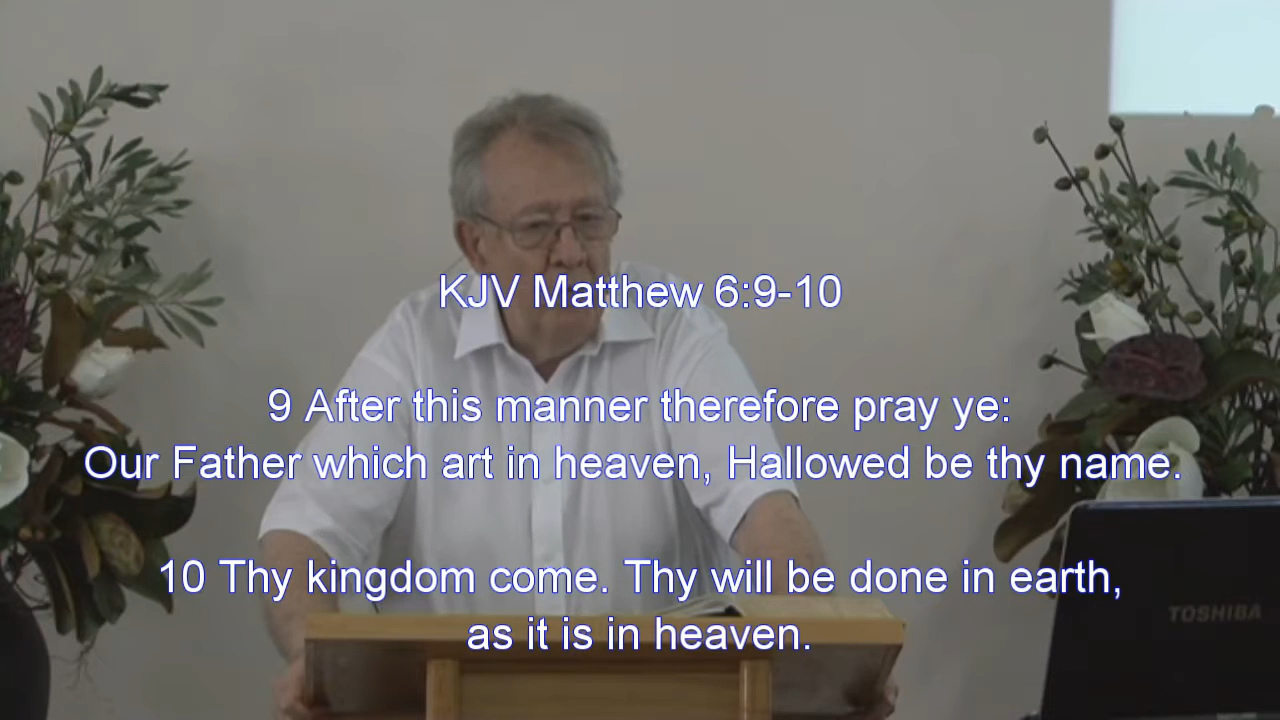 KJV Matthew 6:9-10
9 After this manner therefore pray ye:
Our Father which art in heaven, Hallowed be thy name.
10 Thy kingdom come. Thy will be done in earth,
as it is in heaven.
TOSHIBA